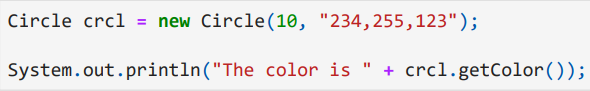 Circle crcl = new Circle(10, "234,255,123");
System.out.println("The color is " + crcl.getColor());